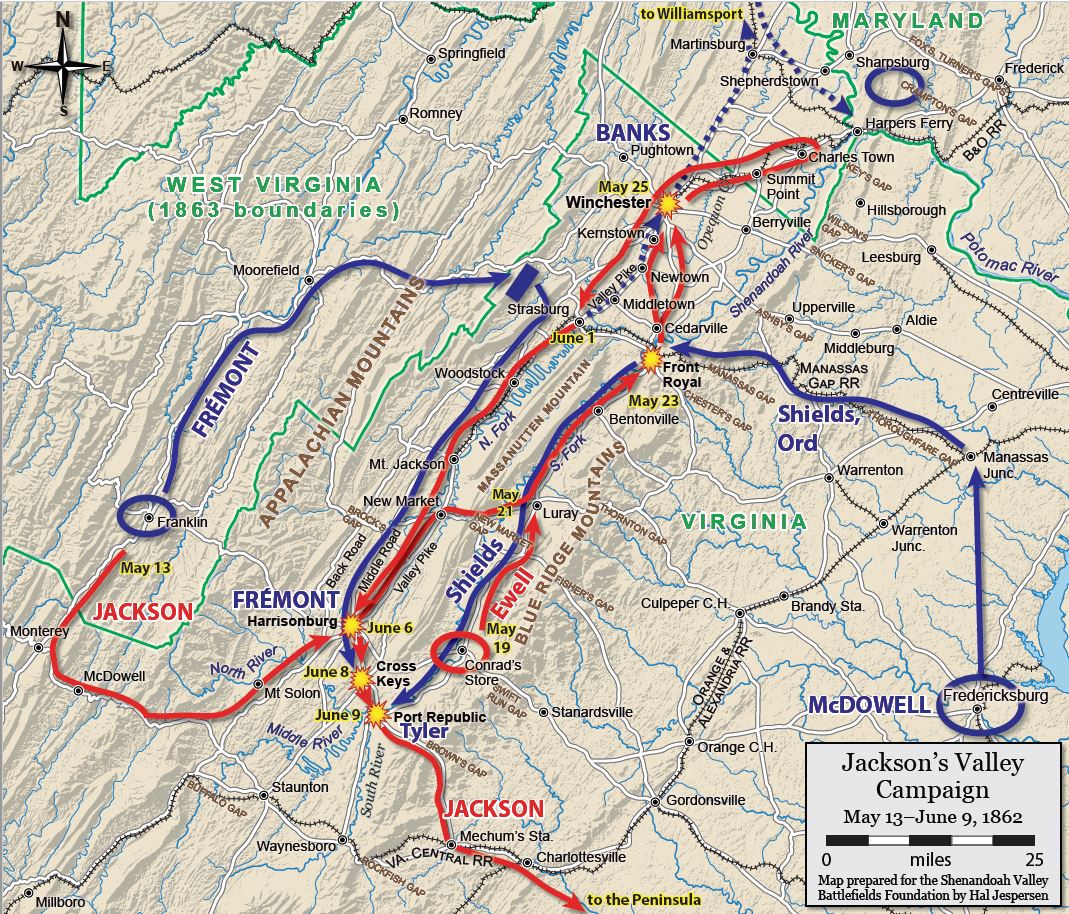 N
W
E
S
to Williamsport
MARYLAND
Martinsburg
Springfield
Shepherdstown
Sharpsburg
FOX'S, TURNER'S GAPS
Frederick
CRAMPTON'S GAP
Romney
Harpers Ferry
B&O RR
BANKS
Pughtown
Charles Town
KEY'S GAP
Summit
Point
WEST VIRGINIA
(1863 boundaries)
May 25
Winchester
Opequon C
Hillsborough
Berryville
WILSON'S
GAP
Kernstown
SNICKER'S GAP
Leesburg
Potomac River
Shenandoah River
Moorefield
Valley Pike
Newtown
Strasburg
Middletown
Upperville
Aldie
ASHBY'S
GAP
June 1
Cedarville
Middleburg
FRÉMONT
APPALACHIAN MOUNTAINS
Woodstock
Front
Royal
MANASSAS GAP
MANASSAS
GAP RR
May 23
CHESTER'S GAP
Centreville
MASSANUTTEN MOUNTAIN
N. Fork
S. Fork
Bentonville
Shields,
Ord
THOROUGHFARE GAP
Manassas
Junc.
Mt. Jackson
Warrenton
New Market
May
21
Luray
BROCK'S
GAP
NEW MARKET
GAP
THORNTON GAP
Franklin
VIRGINIA
Warrenton
Junc.
Back Road
Middle Road
Valley Pike
Shields
Ewell
BLUE RIDGE MOUNTAINS
FISHER'S GAP
May 13
JACKSON
FRÉMONT
Harrisonburg
June 6
Culpeper C.H.
Brandy Sta.
Monterey
May
19
North River
June 8
Cross
Keys
Conrad's
Store
McDowell
Mt Solon
SWIFT
RUN GAP
ORANGE &
ALEXANDRIA RR
McDOWELL
Fredericksburg
June 9
Port Republic
Tyler
Stanardsville
Middle River
BROWN'S GAP
Orange C.H.
South River
BUFFALO GAP
Staunton
JACKSON
Gordonsville
Waynesboro
Mechum's Sta.
VA. CENTRAL RR
Charlottesville
ROCKFISH GAP
to the Peninsula
Millboro
Jackson's Valley
Campaign
May 13–June 9, 1862
0 miles 25
Map prepared for the Shenandoah Valley
Battlefields Foundation by Hal Jespersen